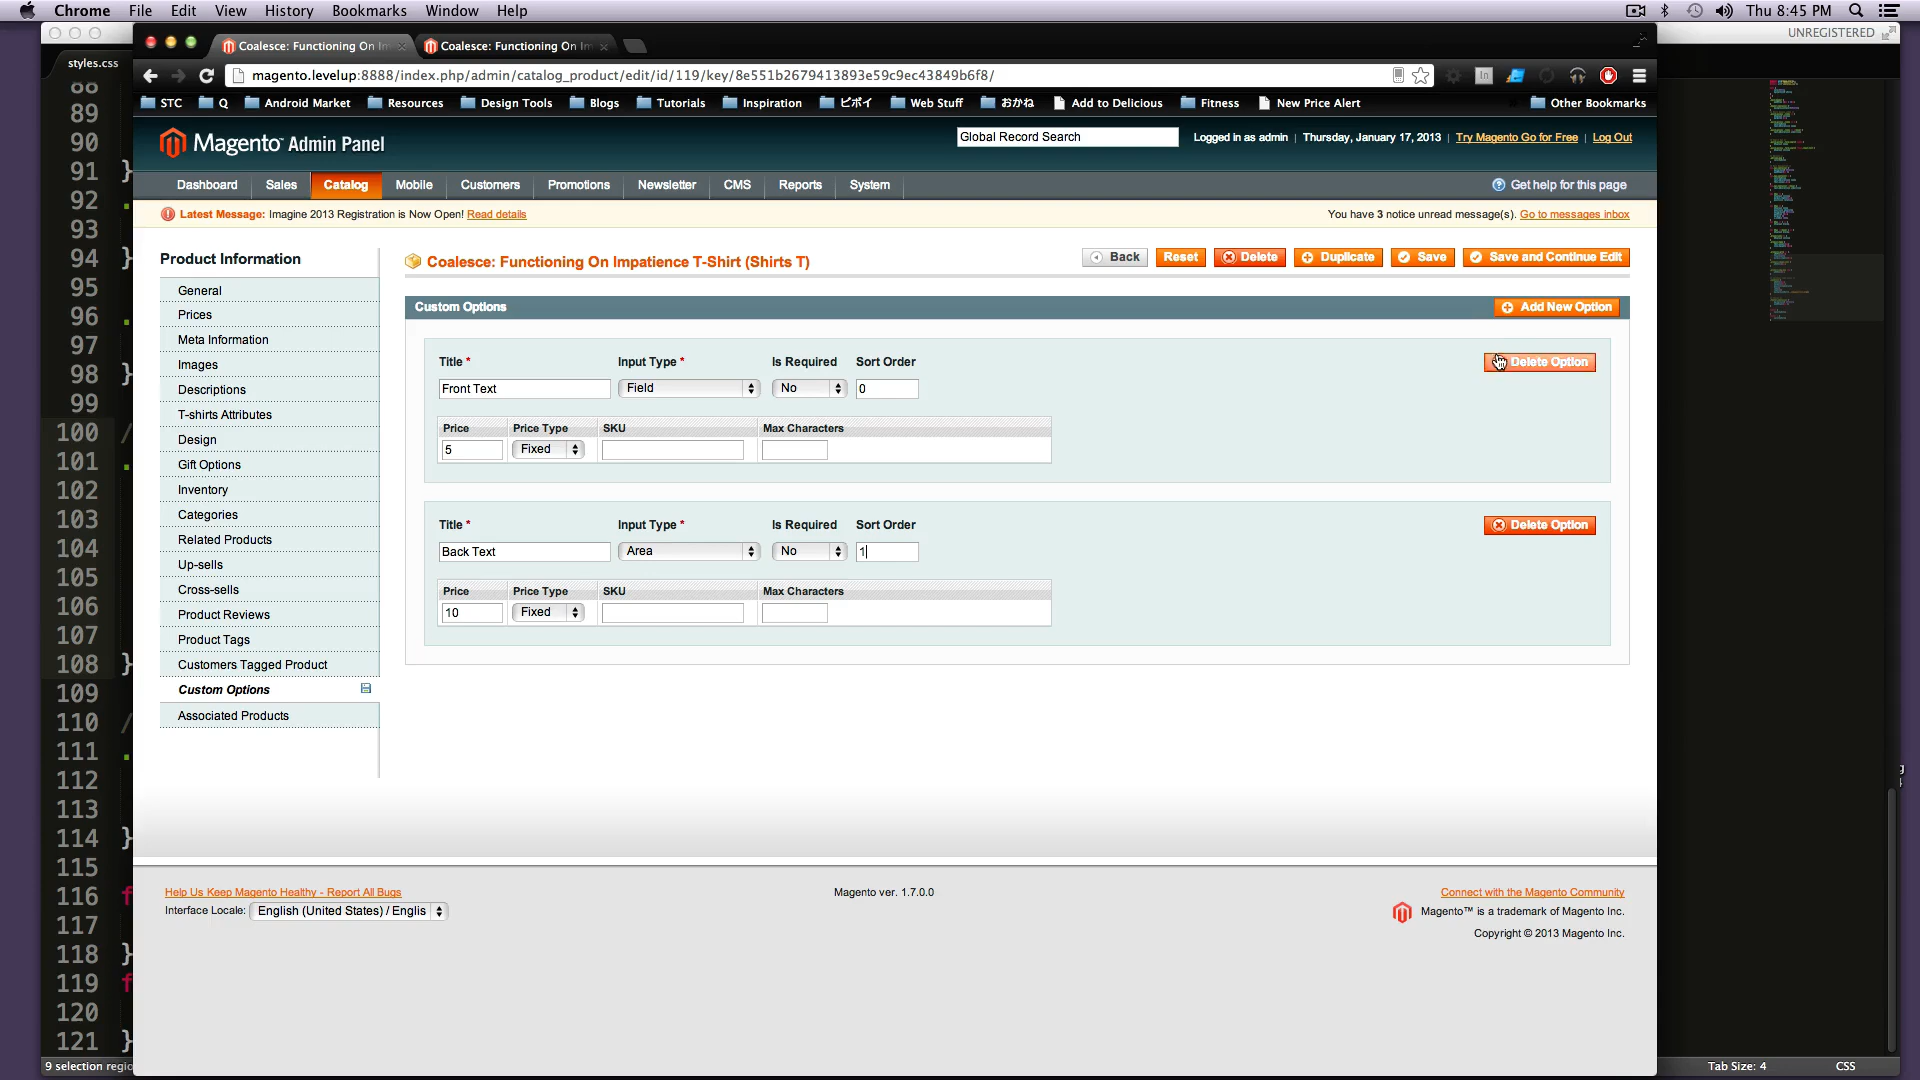 Chrome File Edit View History Bookmarks Window Help Thu 8:45 PM
UNREGISTERED
styles.css
Coalesce: Functioning On Im
Coalesce: Functioning On Im
magento.levelup:8888/index.php/admin/catalog_product/edit/id/119/key/8e551b2679413893e59c9ec43849b6f8/
STC Q Android Market Resources Design Tools Blogs Tutorials Inspiration ピボイ Web Stuff おかね Add to Delicious Fitness New Price Alert Other Bookmarks
Magento™ Admin Panel
Global Record Search
Logged in as admin | Thursday, January 17, 2013 | Try Magento Go for Free | Log Out
Dashboard Sales Catalog Mobile Customers Promotions Newsletter CMS Reports System Get help for this page
Latest Message: Imagine 2013 Registration is Now Open! Read details
You have 3 notice unread message(s). Go to messages inbox
Product Information
General
Prices
Meta Information
Images
Descriptions
T-shirts Attributes
Design
Gift Options
Inventory
Categories
Related Products
Up-sells
Cross-sells
Product Reviews
Product Tags
Customers Tagged Product
Custom Options
Associated Products
Coalesce: Functioning On Impatience T-Shirt (Shirts T)
Back Reset Delete Duplicate Save Save and Continue Edit
Custom Options
Add New Option
Title * Input Type * Is Required Sort Order
Delete Option
Front Text Field No 0
Price Price Type SKU Max Characters
5 Fixed
Title * Input Type * Is Required Sort Order
Delete Option
Back Text Area No 1
Price Price Type SKU Max Characters
10 Fixed
Help Us Keep Magento Healthy - Report All Bugs
Interface Locale: English (United States) / Englis
Magento ver. 1.7.0.0
Connect with the Magento Community
Magento™ is a trademark of Magento Inc.
Copyright © 2013 Magento Inc.
88
89
90
91 }
92 .
93
94 }
95
96 .
97
98 }
99
100 /
101 .
102
103
104
105
106
107
108 }
109
110 /
111 .
112
113
114 }
115
116 f
117
118 }
119 f
120
121 }
9 selection regio
Tab Size: 4
CSS